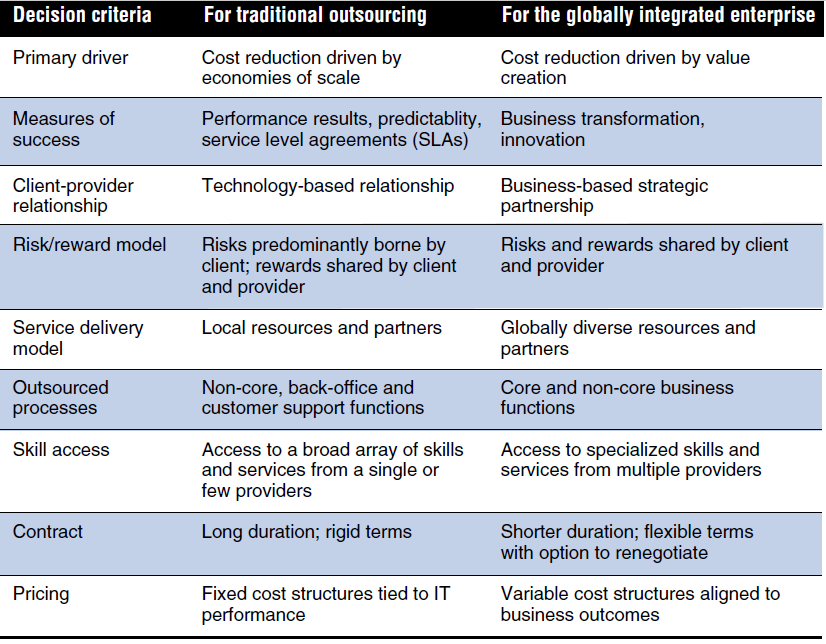 Decision criteria For traditional outsourcing For the globally integrated enterprise
Primary driver Cost reduction driven by Cost reduction driven by value
economies of scale creation
Measures of Performance results, predictablity, Business transformation,
success service level agreements (SLAs) innovation
Client-provider Technology-based relationship Business-based strategic
relationship partnership
Risk/reward model Risks predominantly borne by Risks and rewards shared by client
client; rewards shared by client and provider
and provider
Service delivery Local resources and partners Globally diverse resources and
model partners
Outsourced Non-core, back-office and Core and non-core business
processes customer support functions functions
Skill access Access to a broad array of skills Access to specialized skills and
and services from a single or services from multiple providers
few providers
Contract Long duration; rigid terms Shorter duration; flexible terms
with option to renegotiate
Pricing Fixed cost structures tied to IT Variable cost structures aligned to
performance business outcomes